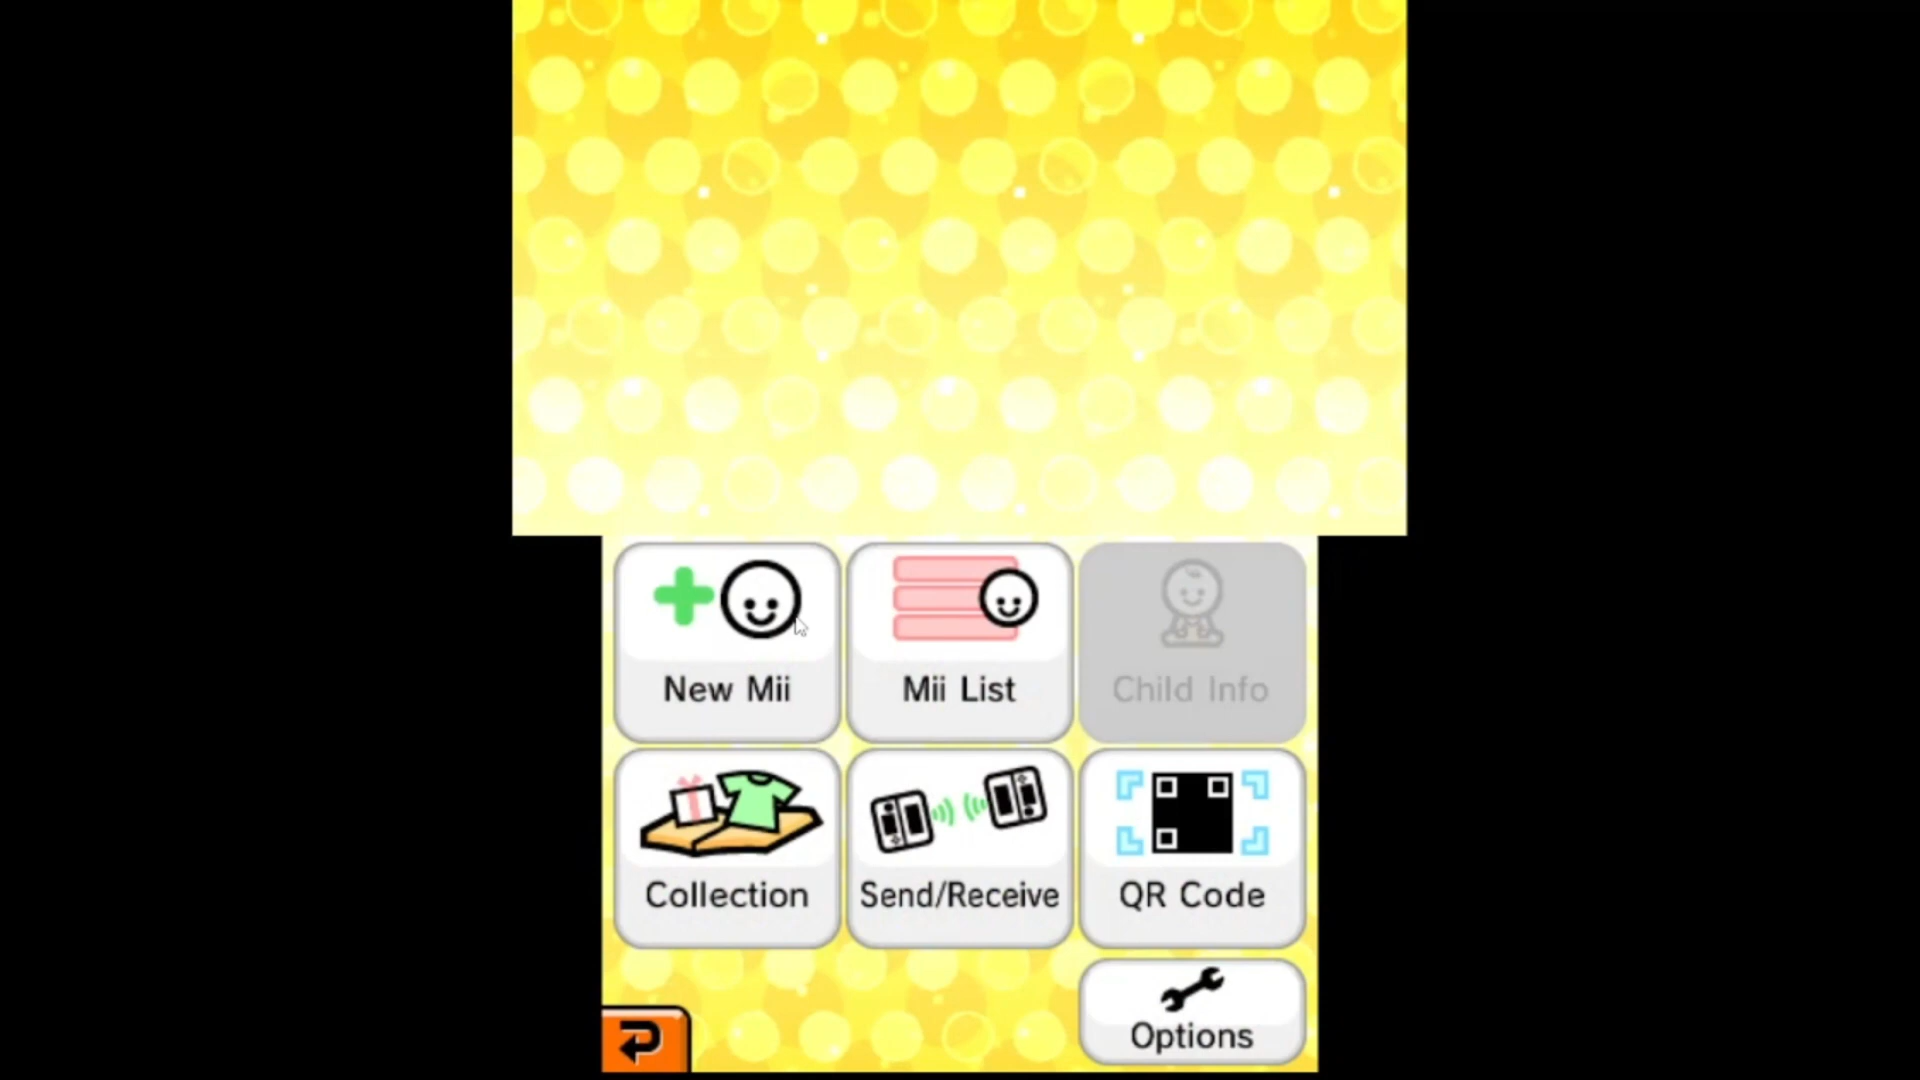 New Mii
Mii List
Child Info
Collection
Send/Receive
QR Code
Options